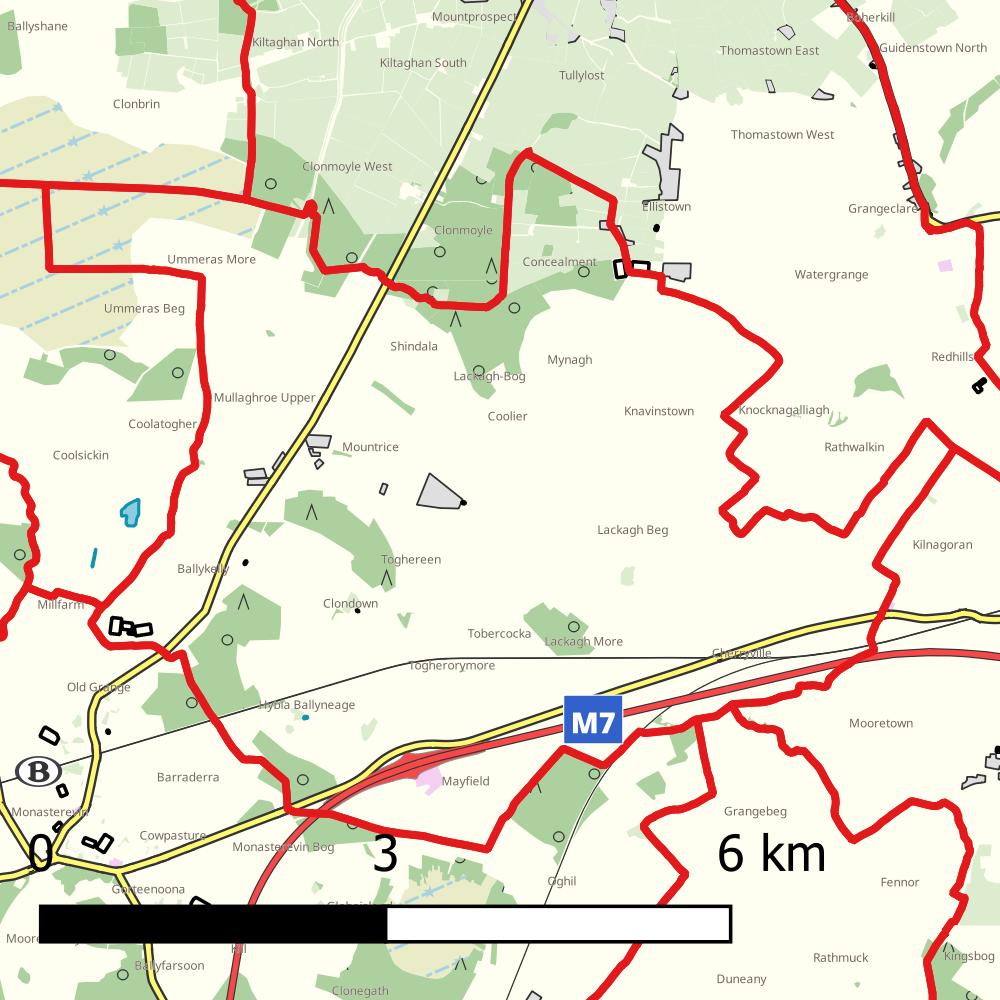 Mountprospect
Boherkill
Ballyshane
Kiltaghan North
Guidenstown North
Thomastown East
Kiltaghan South
Tullylost
Clonbrin
Thomastown West
Clonmoyle West
Ellistown
Grangeclare
Clonmoyle
Ummeras More
Concealment
Watergrange
Ummeras Beg
Shindala
Mynagh
Redhills
Lackagh-Bog
Mullaghroe Upper
Coolier
Knavinstown
Knocknagalliagh
Coolatogher
Mountrice
Rathwalkin
Coolsickin
Lackagh Beg
Kilnagoran
Toghereen
Ballykelly
Millfarm
Clondown
Tobercocka
Lackagh More
Cherryville
Togherorymore
Old Grange
Hybla Ballyneage
M7
Mooretown
B
Barraderra
Mayfield
Monasterevin
Grangebeg
Cowpasture
Monasterevin Bog
0 3 6 km
Oghil
Fennor
Gorteenoona
Moore
Kingsbog
Rathmuck
Ballyfarsoon
Duneany
Clonegath